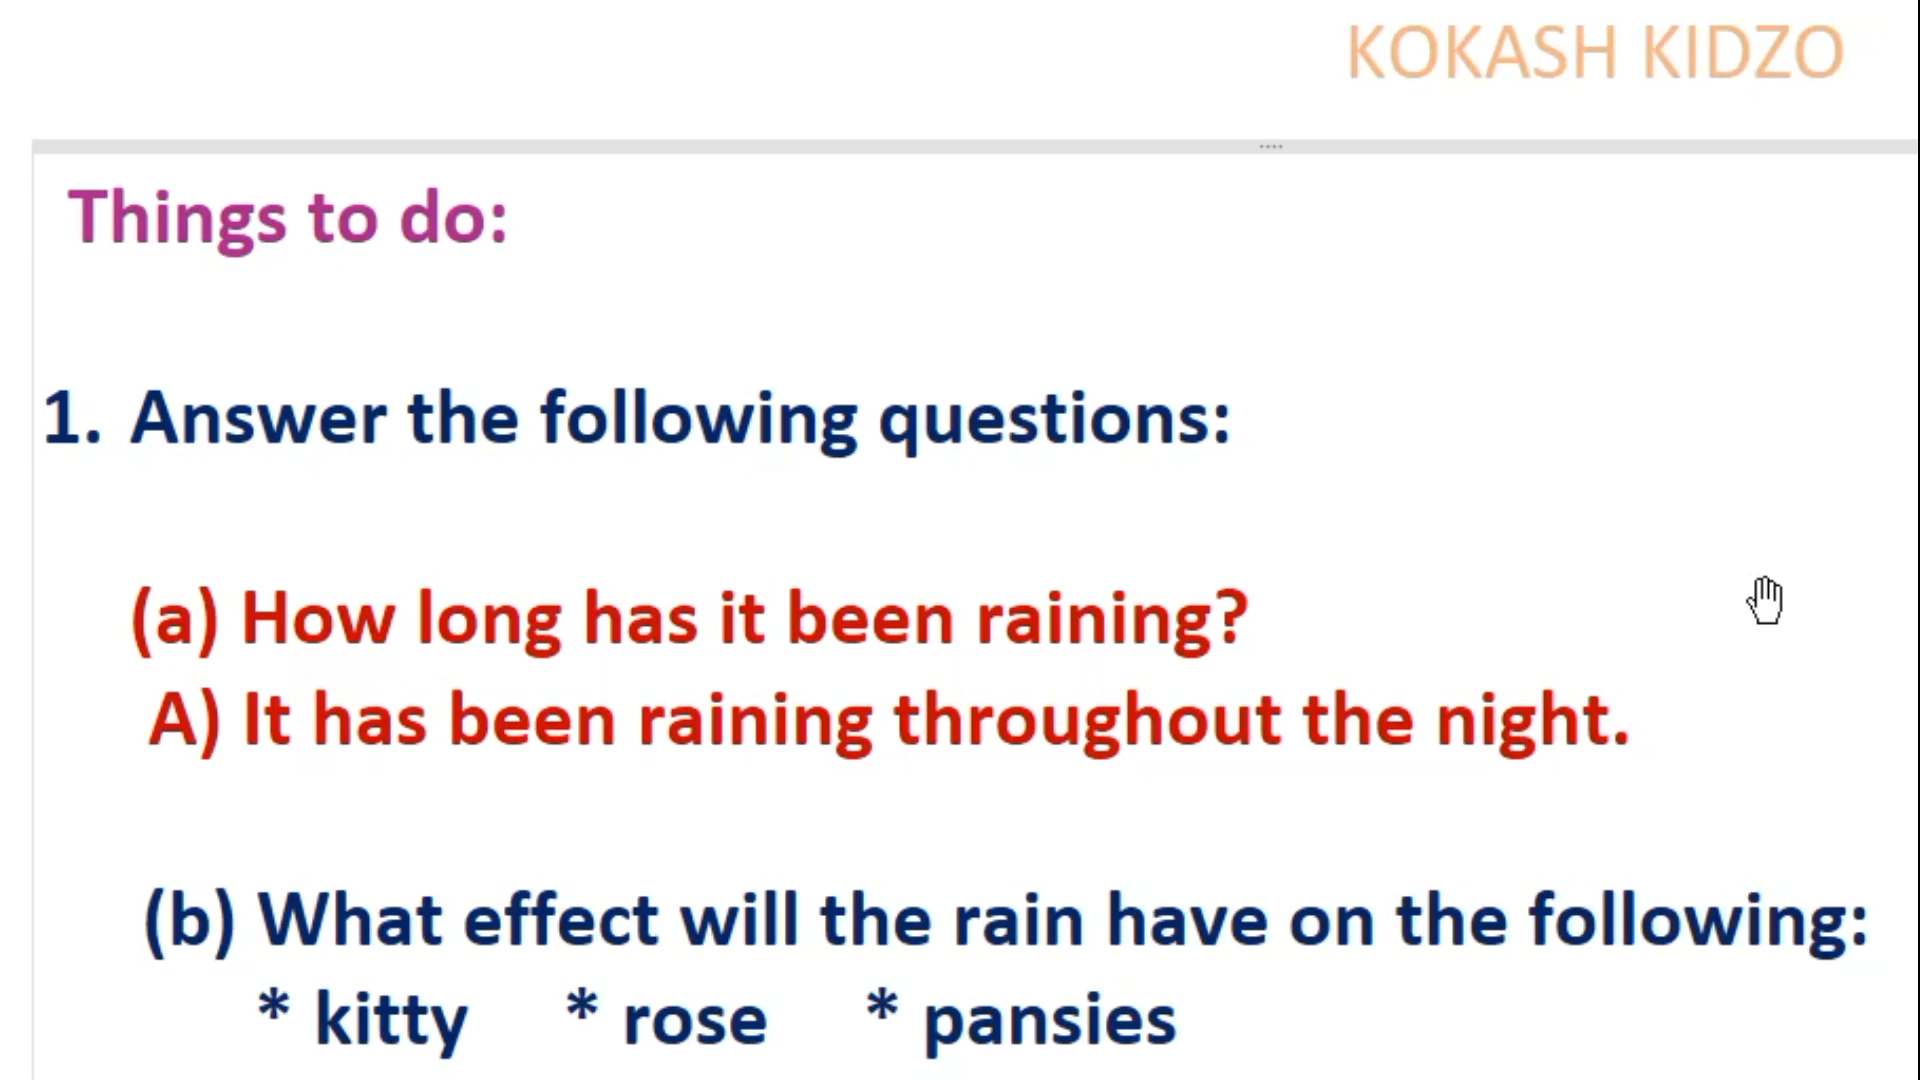 KOKASH KIDZO
Things to do:
1. Answer the following questions:
(a) How long has it been raining?
A) It has been raining throughout the night.
(b) What effect will the rain have on the following:
* kitty * rose * pansies